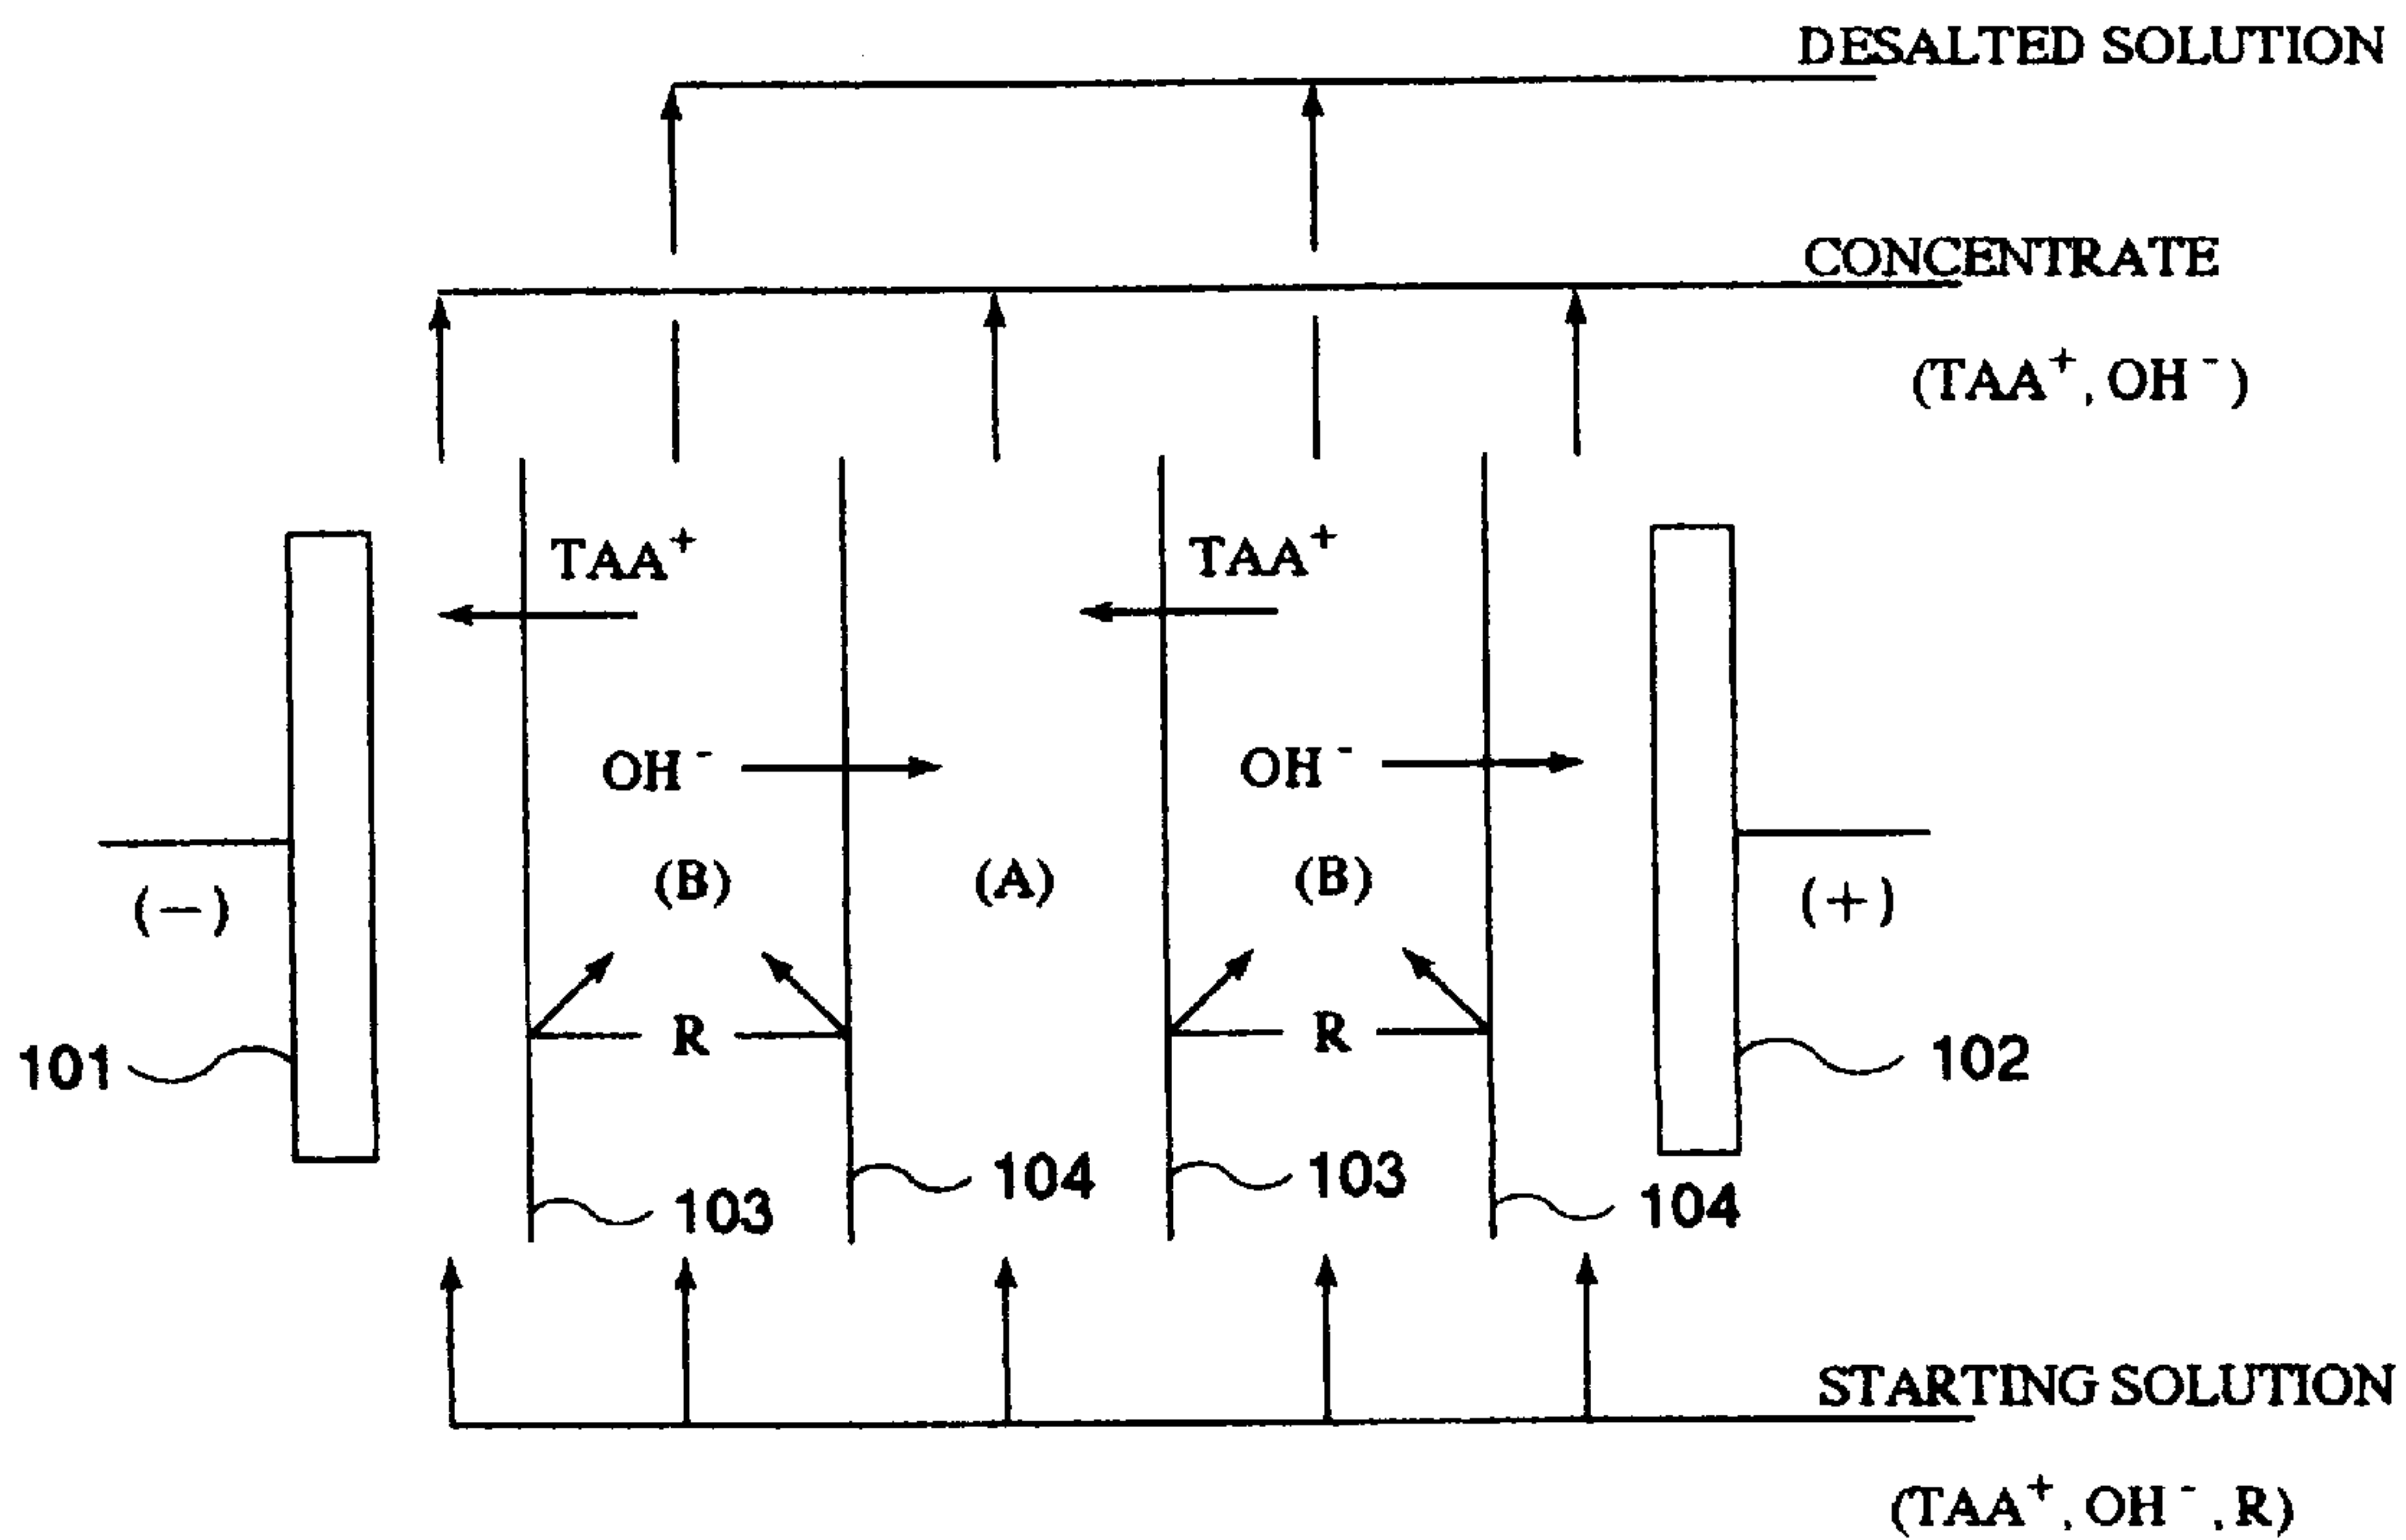 DESALTED SOLUTION
CONCENTRATE
(TAA⁺, OH⁻)
TAA⁺ TAA⁺
OH⁻ OH⁻
(B) (A) (B)
(−) (+)
R R
101 102
104 103
103 104
STARTING SOLUTION
(TAA⁺, OH⁻, R)